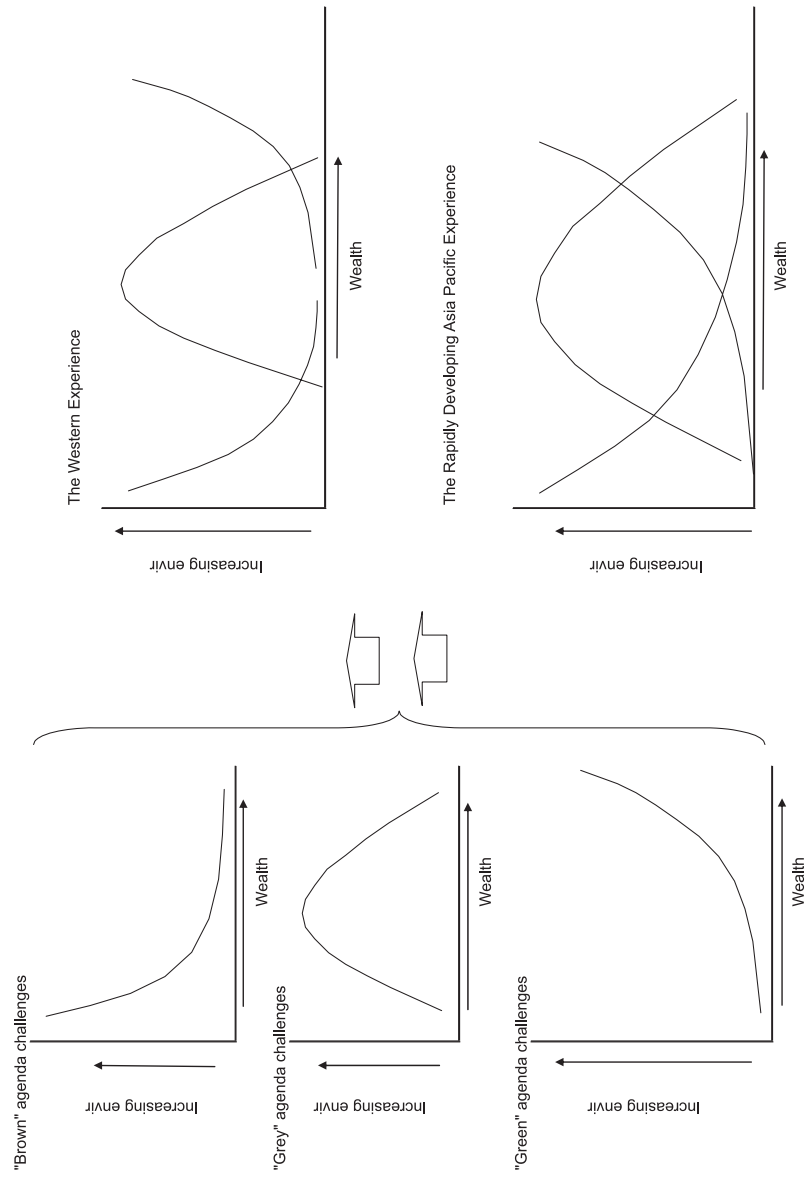 "Brown" agenda challenges
Increasing envir
Wealth
"Grey" agenda challenges
Increasing envir
Wealth
"Green" agenda challenges
Increasing envir
Wealth
The Western Experience
Increasing envir
Wealth
The Rapidly Developing Asia Pacific Experience
Increasing envir
Wealth